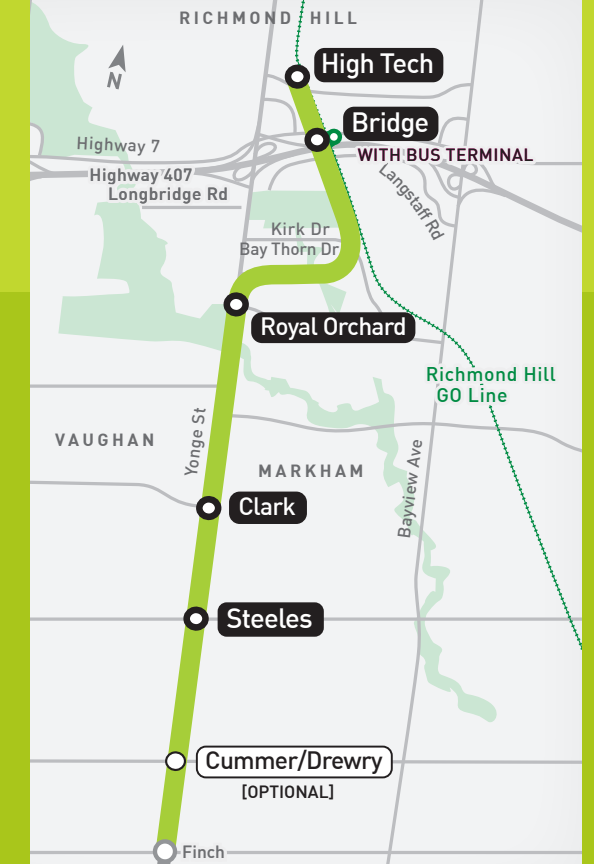 RICHMOND HILL
N
High Tech
Bridge
WITH BUS TERMINAL
Highway 7
Highway 407
Longbridge Rd
Langstaff Rd
Kirk Dr
Bay Thorn Dr
Royal Orchard
Richmond Hill
GO Line
Yonge St
VAUGHAN
MARKHAM
Bayview Ave
Clark
Steeles
Cummer/Drewry
[OPTIONAL]
Finch